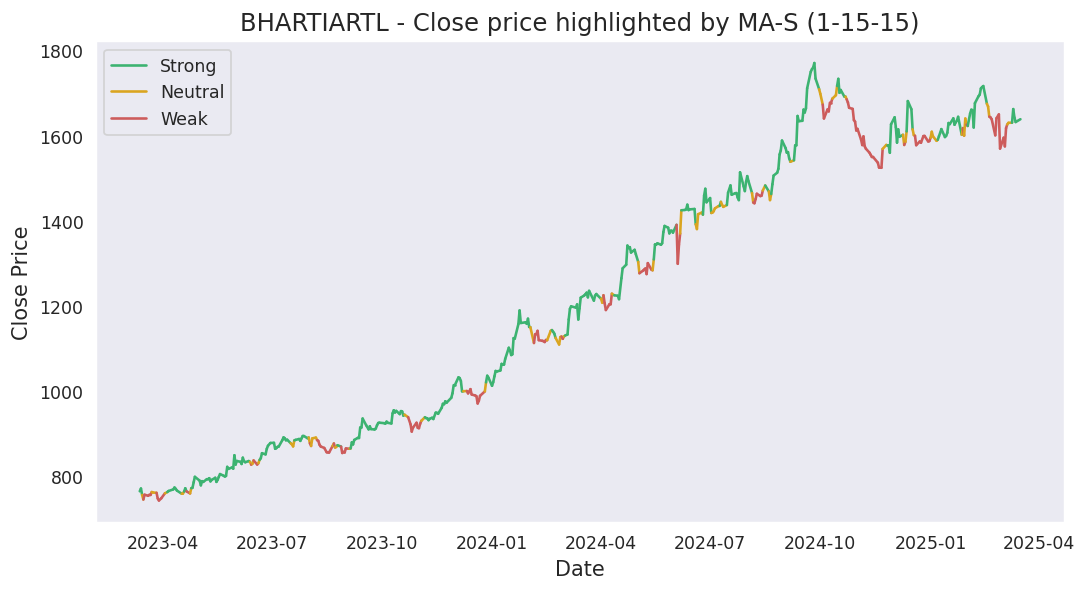 BHARTIARTL - Close price highlighted by MA-S (1-15-15)
Strong
Neutral
Weak
1800
1600
1400
1200
1000
800
Close Price
2023-04 2023-07 2023-10 2024-01 2024-04 2024-07 2024-10 2025-01 2025-04
Date